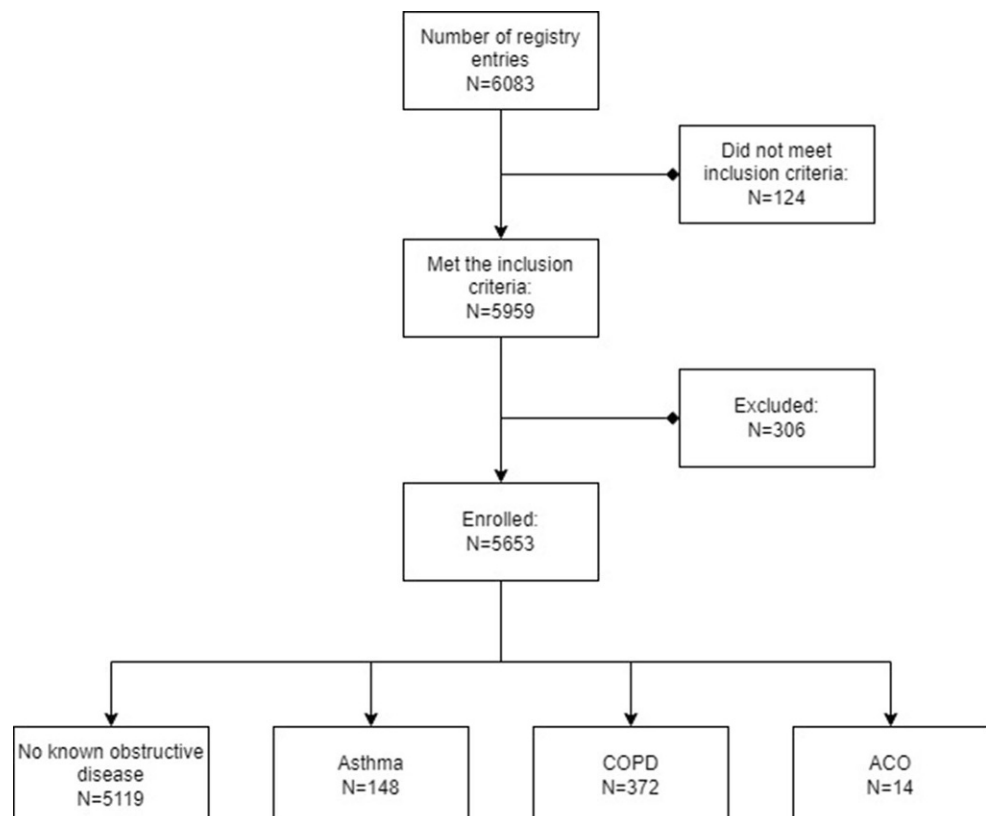 Number of registry
entries
N=6083
Did not meet
inclusion criteria:
N=124
Met the inclusion
criteria:
N=5959
Excluded:
N=306
Enrolled:
N=5653
No known obstructive
disease
N=5119
Asthma
N=148
COPD
N=372
ACO
N=14